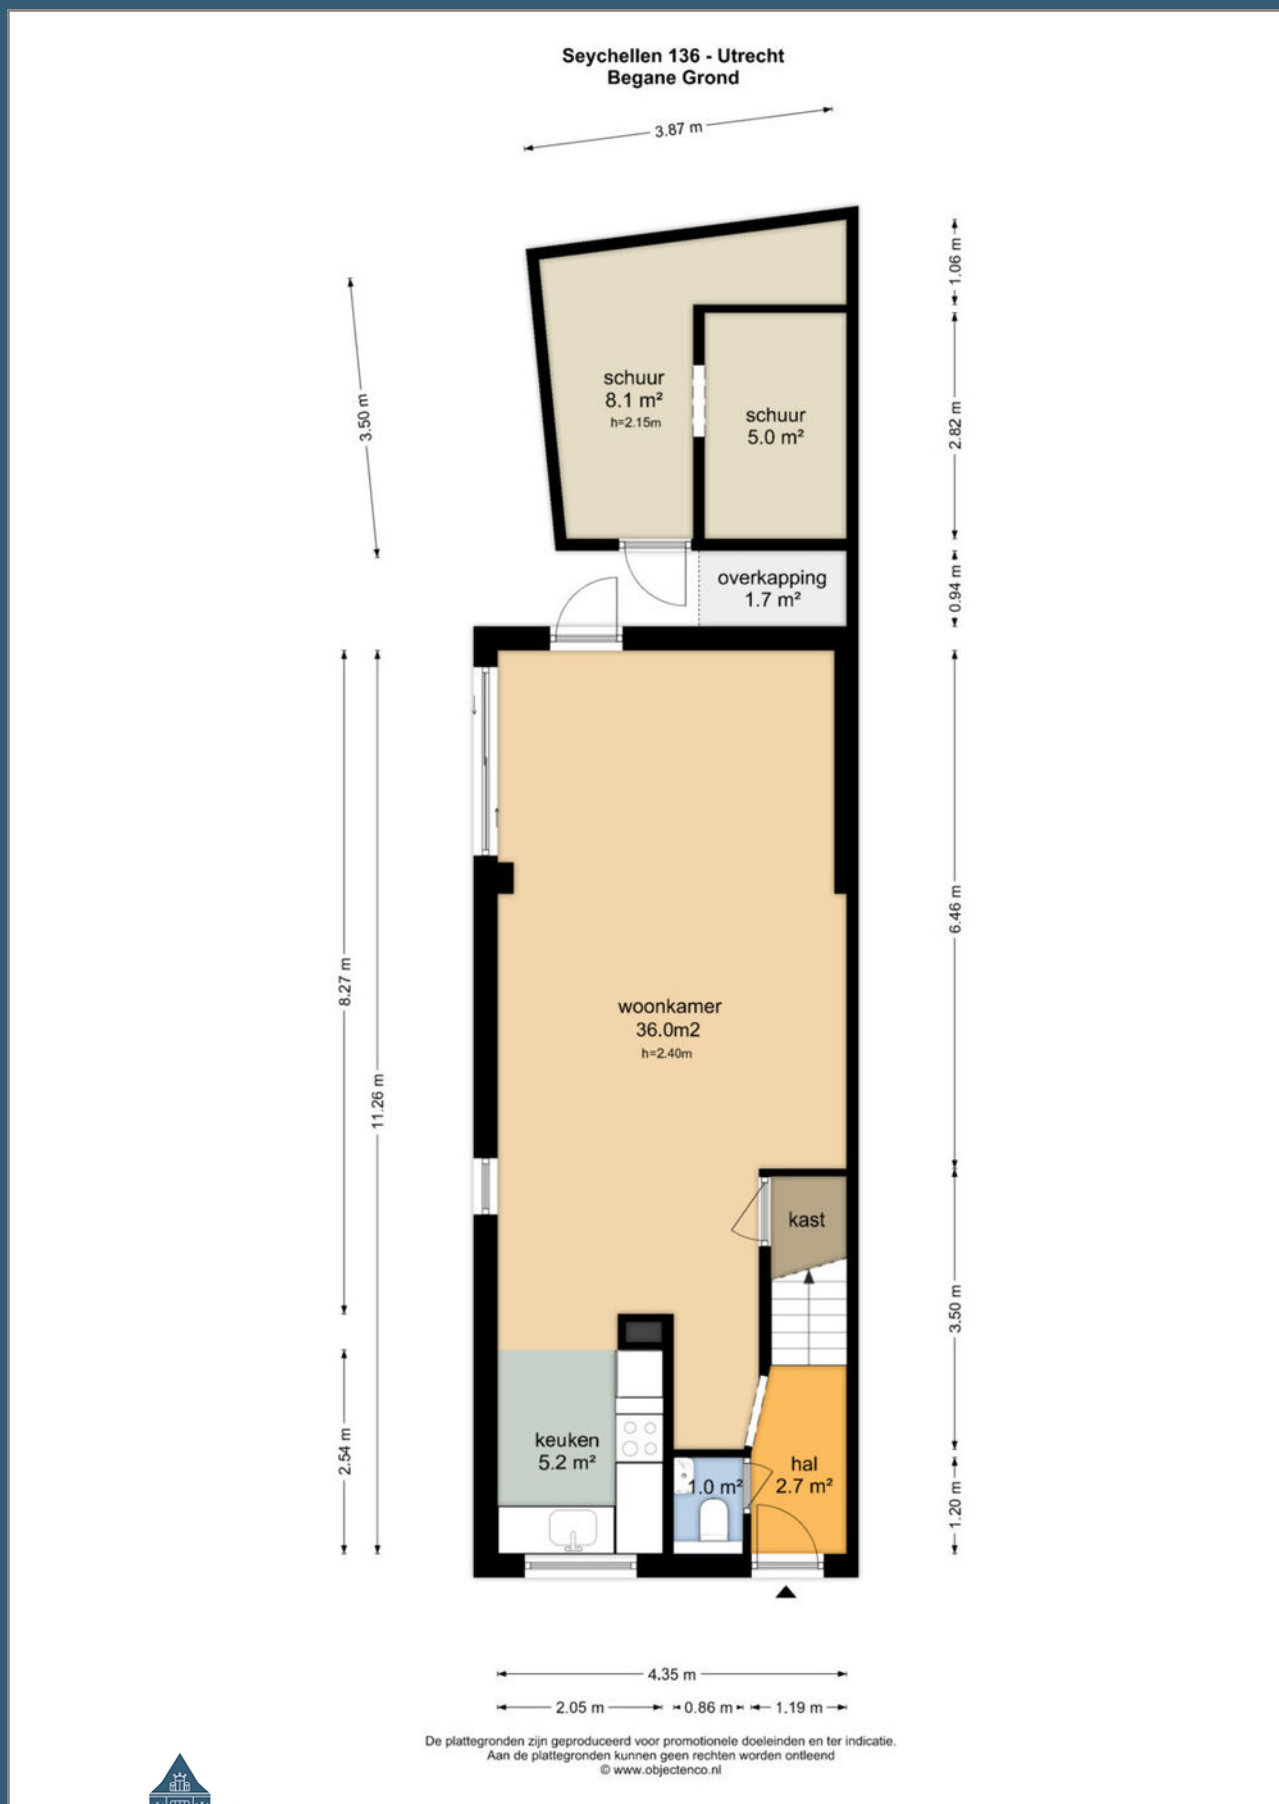 Seychellen 136 - Utrecht
Begane Grond
3.87 m
1.06 m
3.50 m
schuur
8.1 m²
h=2.15m
schuur
5.0 m²
2.82 m
overkapping
1.7 m²
0.94 m
8.27 m
11.26 m
6.46 m
woonkamer
36.0m2
h=2.40m
kast
3.50 m
2.54 m
keuken
5.2 m²
1.0 m²
hal
2.7 m²
1.20 m
4.35 m
2.05 m
0.86 m
1.19 m
De plattegronden zijn geproduceerd voor promotionele doeleinden en ter indicatie.
Aan de plattegronden kunnen geen rechten worden ontleend
© www.objectenco.nl